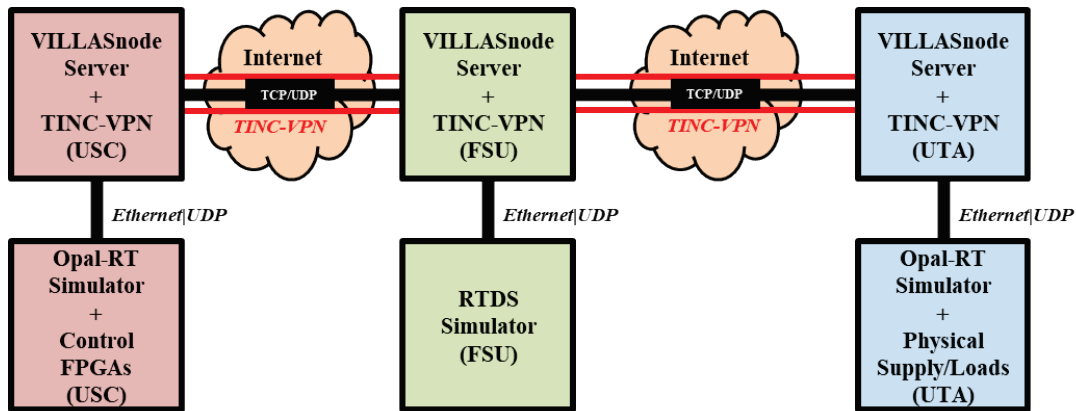 VILLASnode
Server
+
TINC-VPN
(USC)
Internet
TCP/UDP
TINC-VPN
VILLASnode
Server
+
TINC-VPN
(FSU)
Internet
TCP/UDP
TINC-VPN
VILLASnode
Server
+
TINC-VPN
(UTA)
Ethernet|UDP
Ethernet|UDP
Ethernet|UDP
Opal-RT
Simulator
+
Control
FPGAs
(USC)
RTDS
Simulator
(FSU)
Opal-RT
Simulator
+
Physical
Supply/Loads
(UTA)